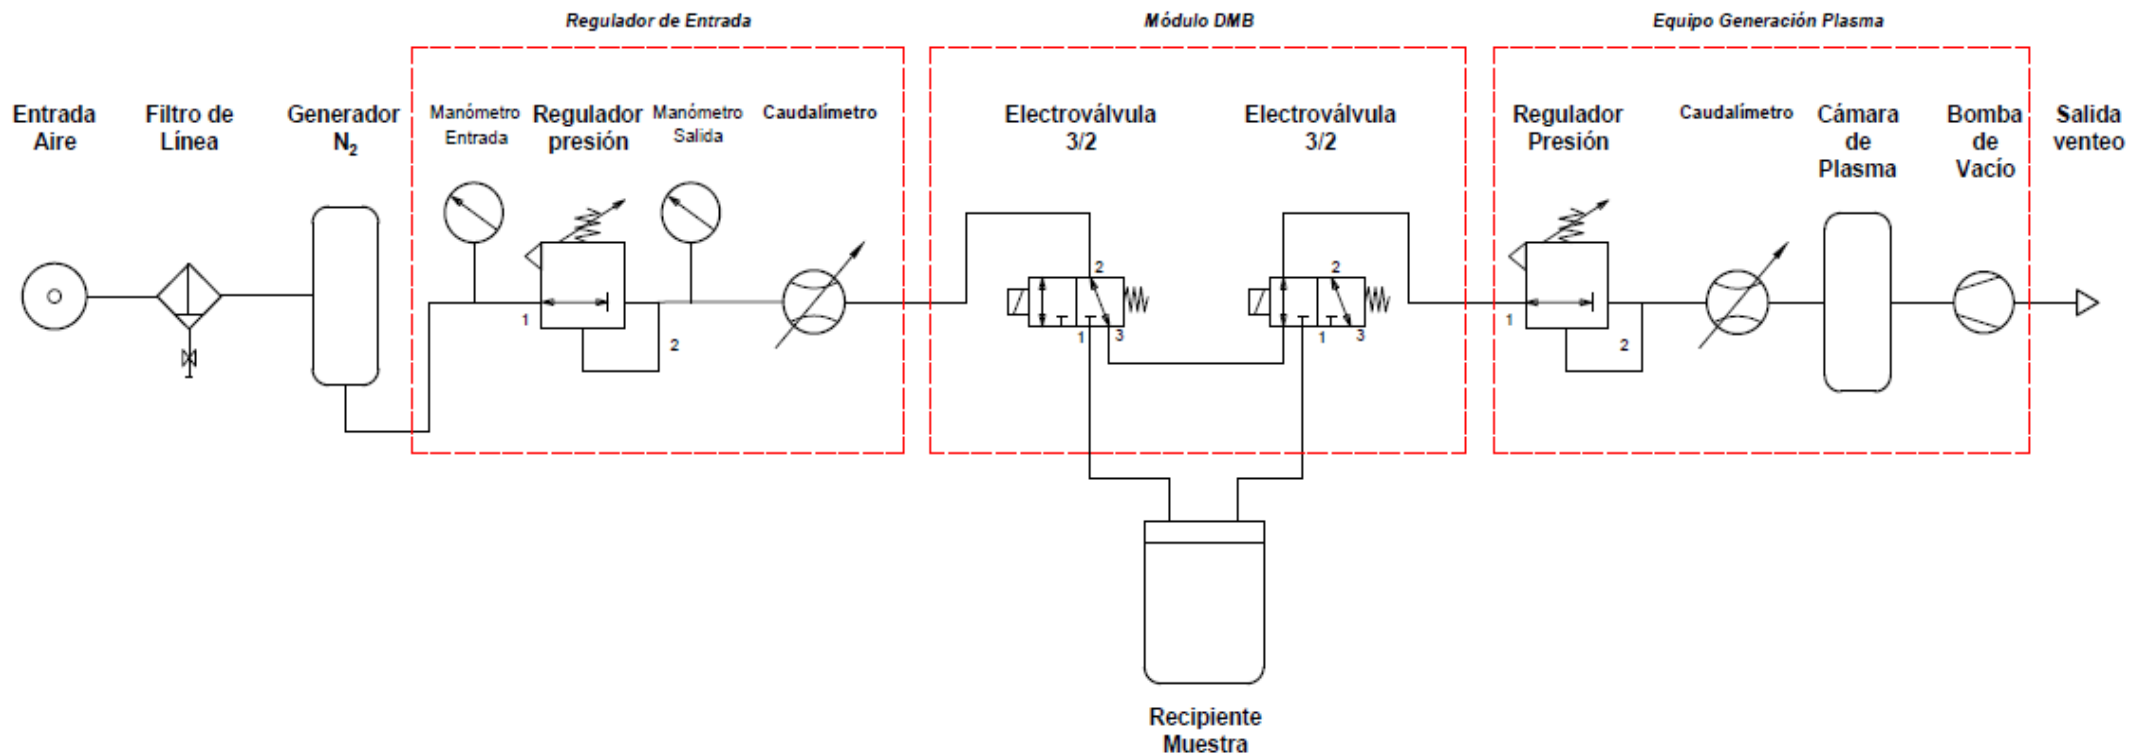 Regulador de Entrada
Módulo DMB
Equipo Generación Plasma
Entrada
Aire
Filtro de
Línea
Generador
N₂
Manómetro
Entrada
Regulador
presión
Manómetro
Salida
Caudalímetro
Electroválvula
3/2
Electroválvula
3/2
Regulador
Presión
Caudalímetro
Cámara
de
Plasma
Bomba
de
Vacío
Salida
venteo
1
2
2
1
3
2
1
3
1
2
Recipiente
Muestra